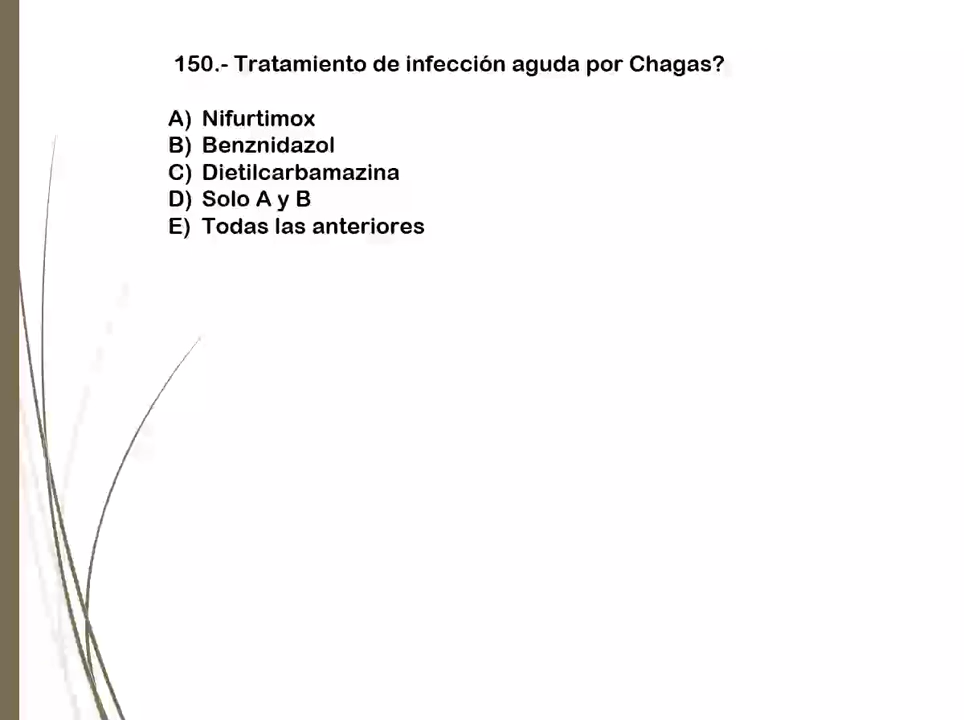 150.- Tratamiento de infección aguda por Chagas?
A) Nifurtimox
B) Benznidazol
C) Dietilcarbamazina
D) Solo A y B
E) Todas las anteriores